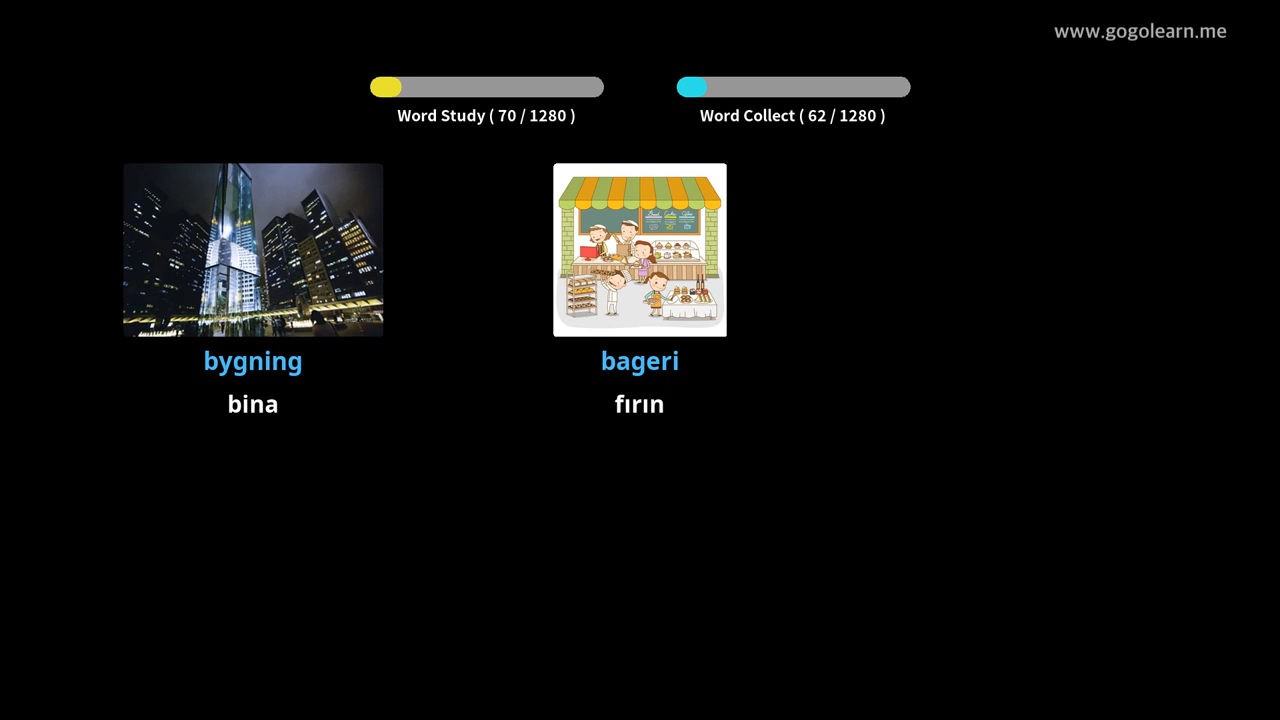 www.gogolearn.me
Word Study ( 70 / 1280 )
Word Collect ( 62 / 1280 )
bygning
bageri
bina
fırın